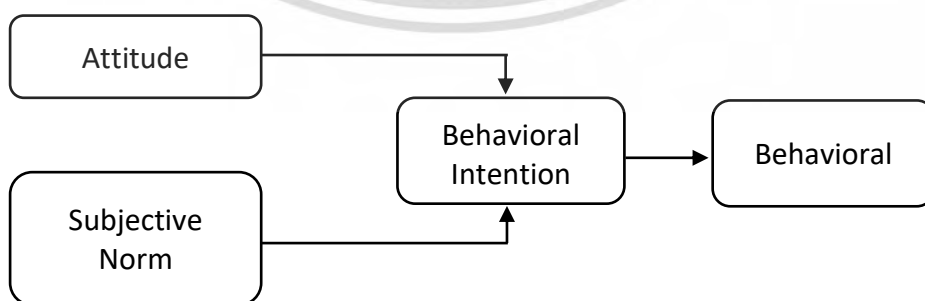 Attitude
Behavioral
Intention
Behavioral
Subjective
Norm